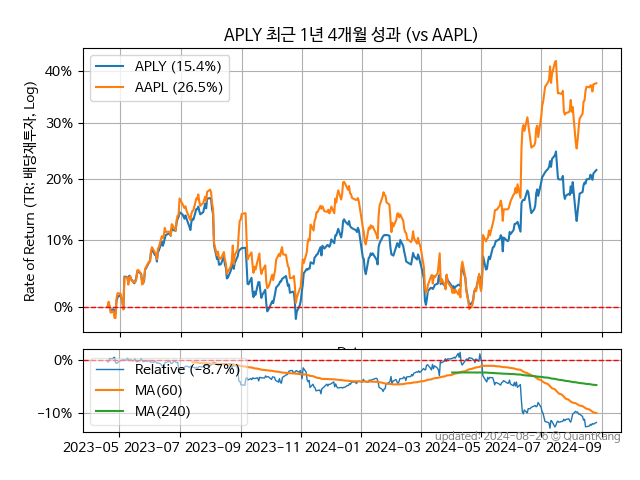 APLY 최근 1년 4개월 성과 (vs AAPL)
APLY (15.4%)
AAPL (26.5%)
Rate of Return (TR: 배당재투자, Log)
40%
30%
20%
10%
0%
0%
−10%
Relative (−8.7%)
MA(60)
MA(240)
2023−05
2023−07
2023−09
2023−11
2024−01
2024−03
2024−05
2024−07
2024−09
updated: 2024−08−26 © QuantKang